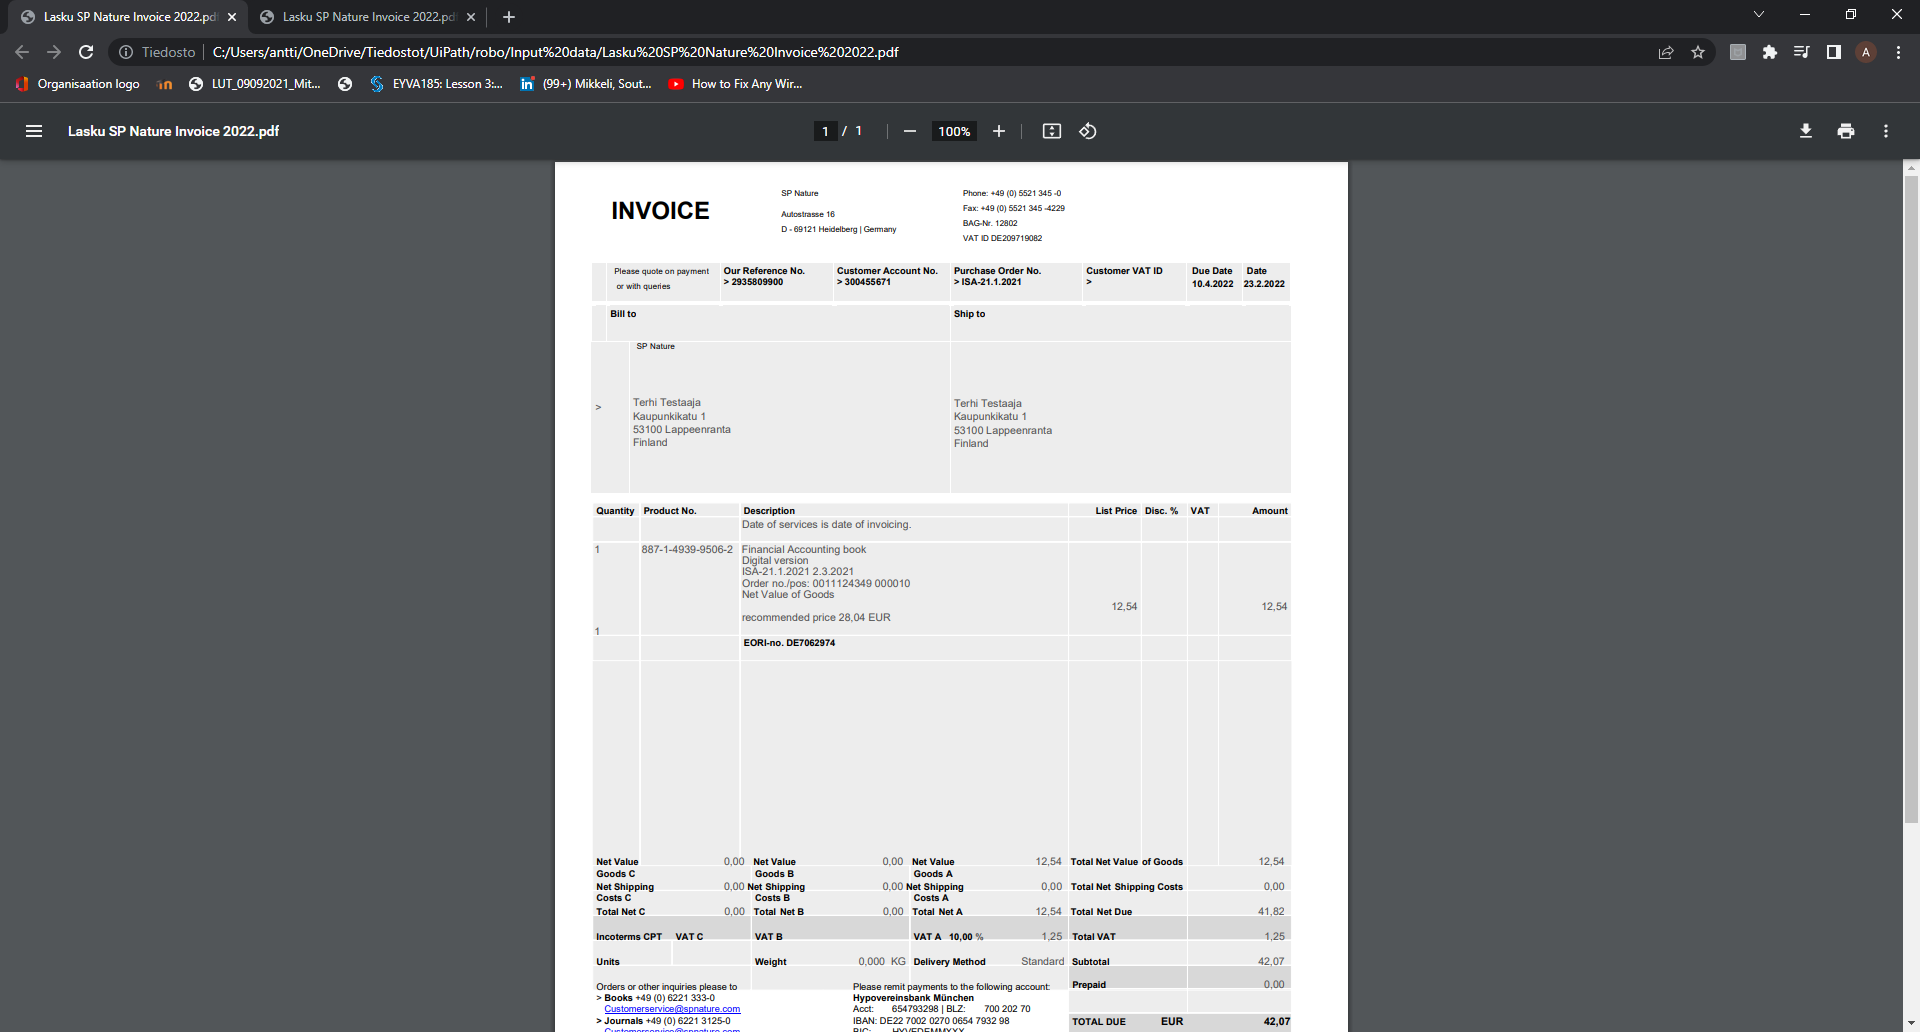 Lasku SP Nature Invoice 2022.pd
Lasku SP Nature Invoice 2022.pdf
Tiedosto | C:/Users/antti/OneDrive/Tiedostot/UiPath/robo/Input%20data/Lasku%20SP%20Nature%20Invoice%202022.pdf
A
Organisaation logo
LUT_09092021_Mit...
EYVA185: Lesson 3:...
in (99+) Mikkeli, Sout...
How to Fix Any Wir...
Lasku SP Nature Invoice 2022.pdf
1 / 1
100%
INVOICE
SP Nature
Autostrasse 16
D - 69121 Heidelberg | Germany
Phone: +49 (0) 5521 345 -0
Fax: +49 (0) 5521 345 -4229
BAG-Nr. 12802
VAT ID DE209719082
Please quote on payment
or with queries
Our Reference No.
> 2935809900
Customer Account No.
> 300455671
Purchase Order No.
> ISA-21.1.2021
Customer VAT ID
>
Due Date
10.4.2022
Date
23.2.2022
Bill to
Ship to
SP Nature
>
Terhi Testaaja
Kaupunkikatu 1
53100 Lappeenranta
Finland
Terhi Testaaja
Kaupunkikatu 1
53100 Lappeenranta
Finland
Quantity Product No. Description List Price Disc. % VAT Amount
Date of services is date of invoicing.
1 887-1-4939-9506-2 Financial Accounting book
Digital version
ISA-21.1.2021 2.3.2021
Order no./pos: 0011124349 000010
Net Value of Goods
12,54 12,54
recommended price 28,04 EUR
1
EORI-no. DE7062974
Net Value 0,00 Net Value 0,00 Net Value 12,54 Total Net Value of Goods 12,54
Goods C Goods B Goods A
Net Shipping 0,00 Net Shipping 0,00 Net Shipping 0,00 Total Net Shipping Costs 0,00
Costs C Costs B Costs A
Total Net C 0,00 Total Net B 0,00 Total Net A 12,54 Total Net Due 41,82
Incoterms CPT VAT C VAT B VAT A 10,00 % 1,25 Total VAT 1,25
Units Weight 0,000 KG Delivery Method Standard Subtotal 42,07
Prepaid 0,00
Orders or other inquiries please to
> Books +49 (0) 6221 333-0
Customerservice@spnature.com
> Journals +49 (0) 6221 3125-0
Customerservice@spnature.com
Please remit payments to the following account:
Hypovereinsbank München
Acct: 654793298 | BLZ: 700 202 70
IBAN: DE22 7002 0270 0654 7932 98
BIC: HYVEDEMMXXX
TOTAL DUE EUR 42,07